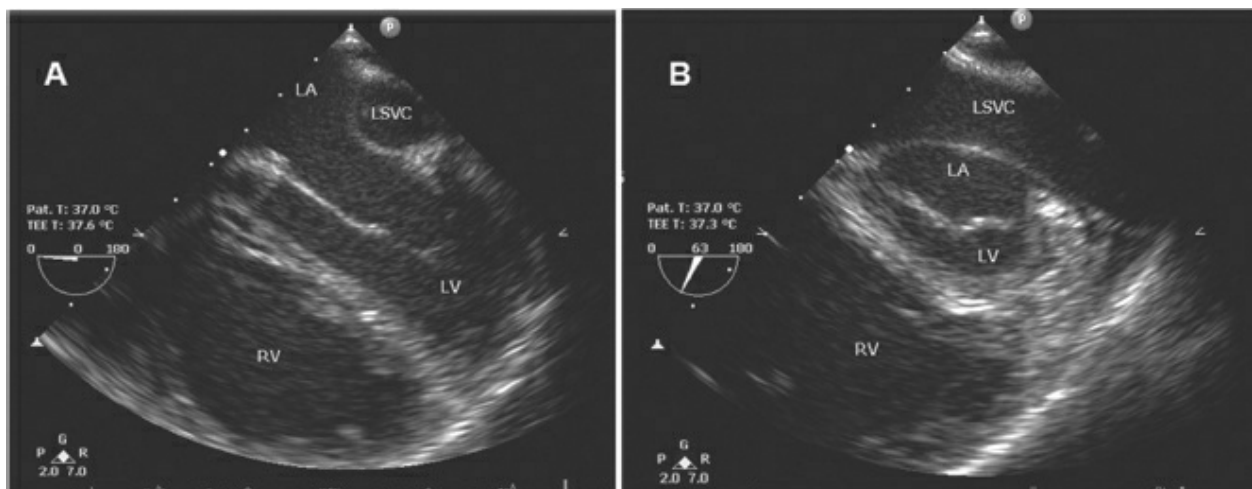 A
P
LA
LSVC
Pat. T: 37.0 °C
TEE T: 37.6 °C
0 0 180
LV
RV
G
P R
2.0 7.0
B
P
LSVC
LA
Pat. T: 37.0 °C
TEE T: 37.3 °C
0 63 180
LV
RV
G
P R
2.0 7.0